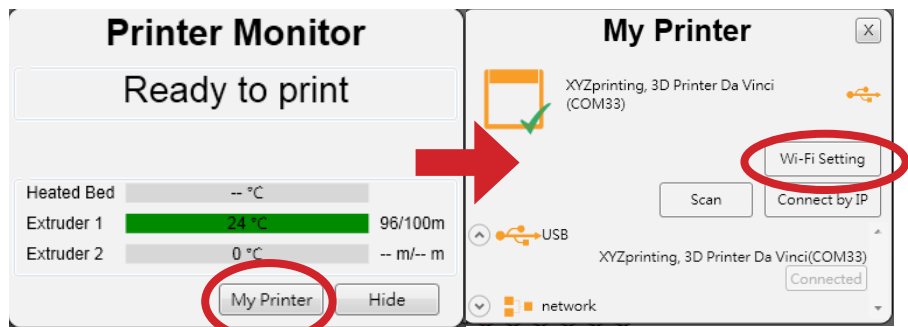 Printer Monitor
Ready to print
Heated Bed -- °C
Extruder 1 24 °C 96/100m
Extruder 2 0 °C -- m/-- m
My Printer Hide
My Printer X
XYZprinting, 3D Printer Da Vinci
(COM33)
Wi-Fi Setting
Scan Connect by IP
USB
XYZprinting, 3D Printer Da Vinci(COM33)
Connected
network